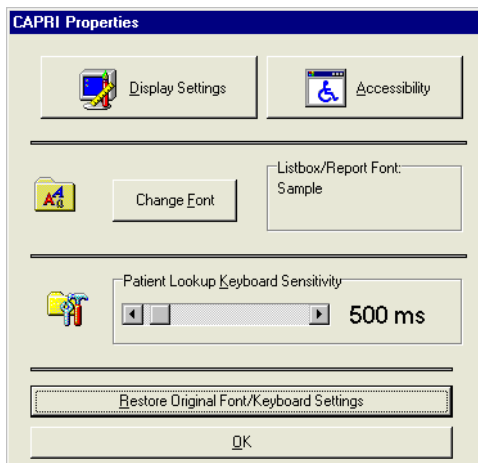 CAPRI Properties
Display Settings
Accessibility
Listbox/Report Font:
Sample
Change Font
Patient Lookup Keyboard Sensitivity
500 ms
Restore Original Font/Keyboard Settings
OK